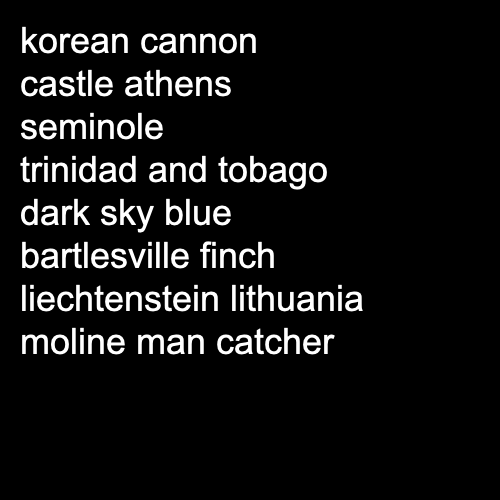 korean cannon
castle athens
seminole
trinidad and tobago
dark sky blue
bartlesville finch
liechtenstein lithuania
moline man catcher